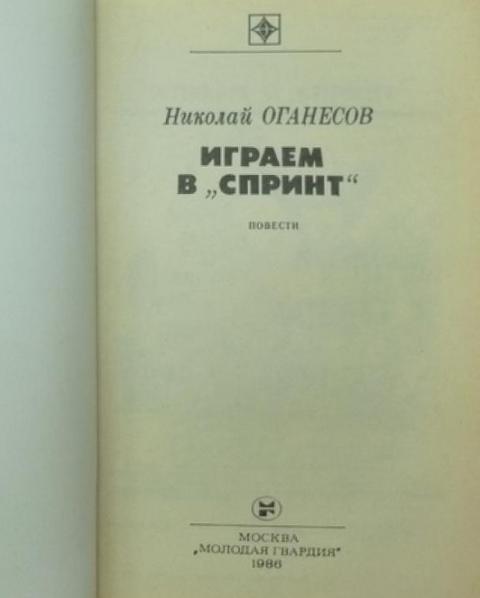 Николай ОГАНЕСОВ
ИГРАЕМ
В „СПРИНТ“
ПОВЕСТИ
МОСКВА
„МОЛОДАЯ ГВАРДИЯ“
1986